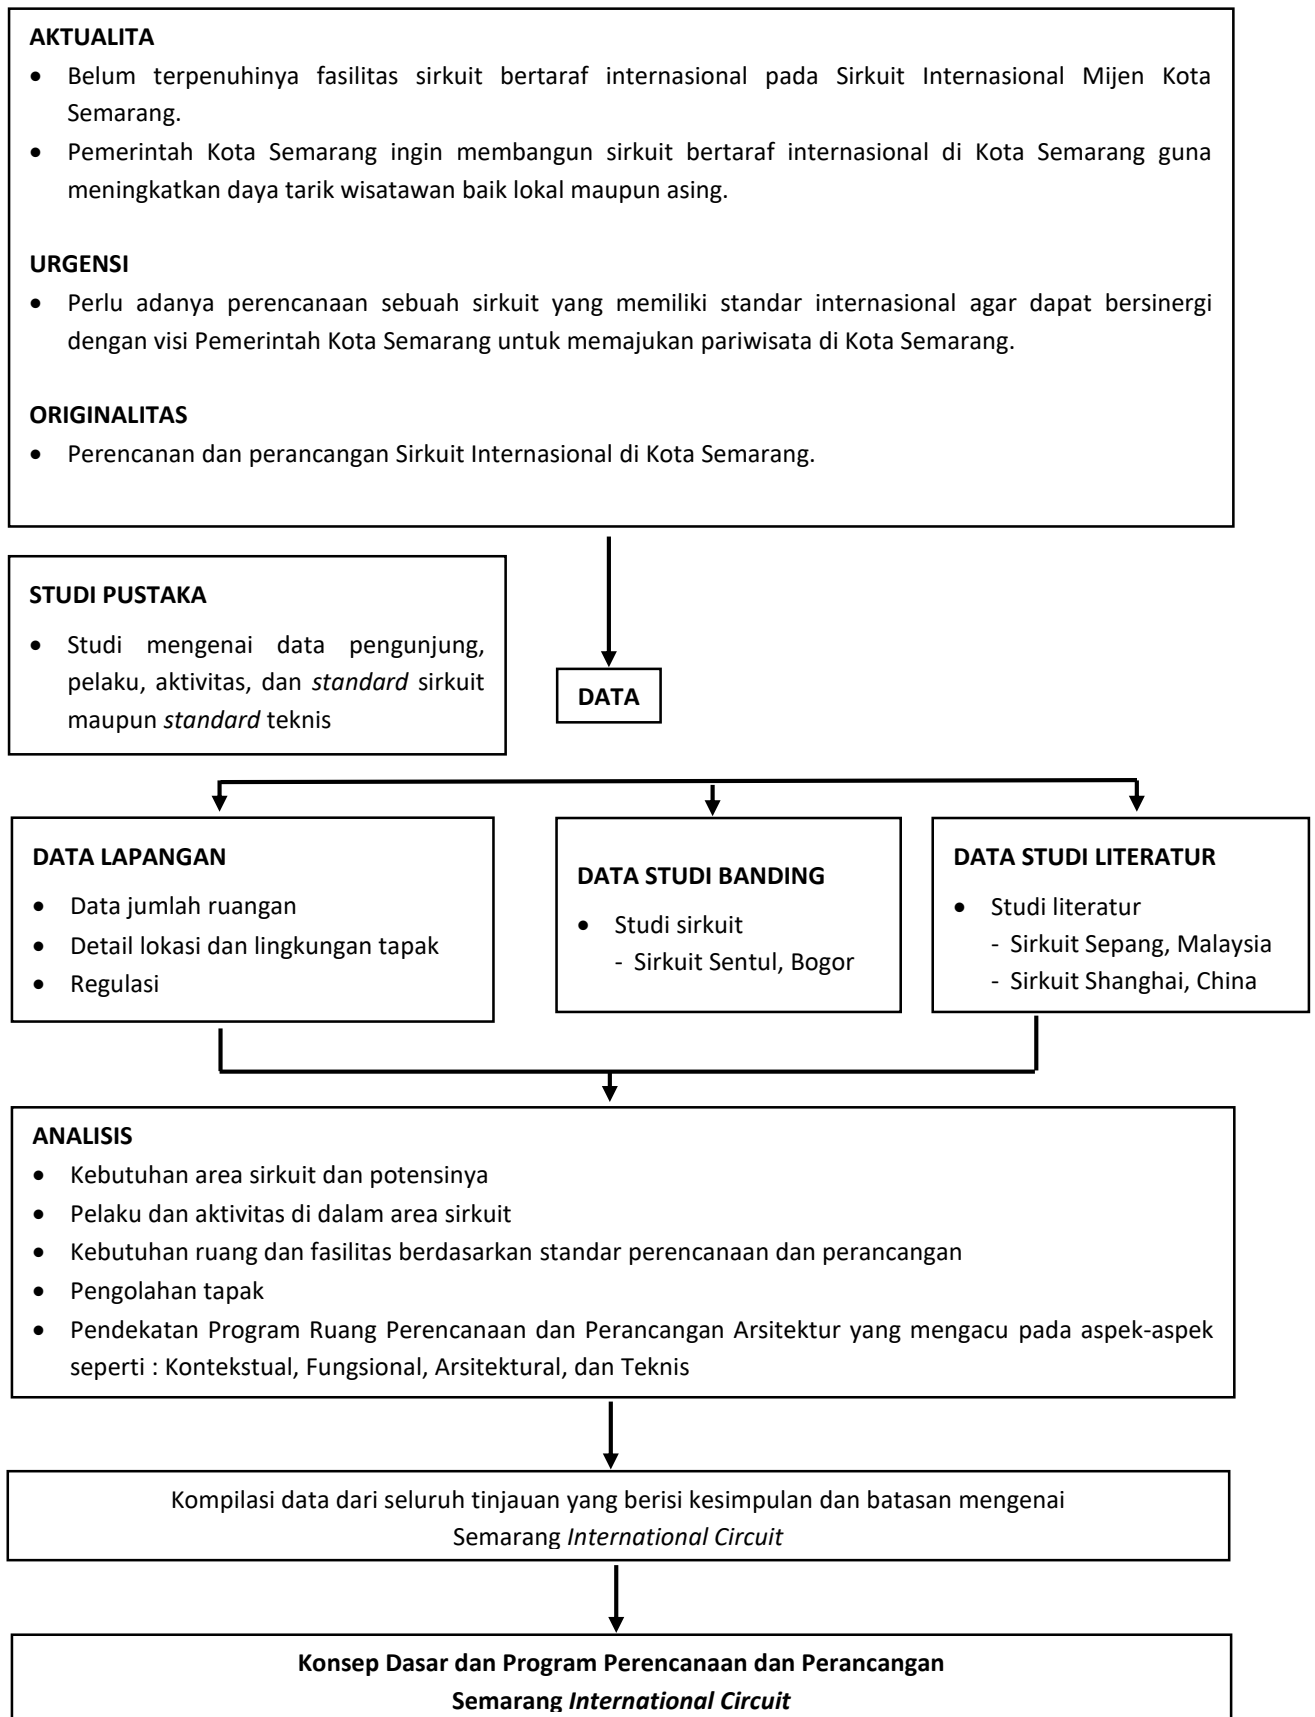 AKTUALITA
• Belum terpenuhinya fasilitas sirkuit bertaraf internasional pada Sirkuit Internasional Mijen Kota
Semarang.
• Pemerintah Kota Semarang ingin membangun sirkuit bertaraf internasional di Kota Semarang guna
meningkatkan daya tarik wisatawan baik lokal maupun asing.
URGENSI
• Perlu adanya perencanaan sebuah sirkuit yang memiliki standar internasional agar dapat bersinergi
dengan visi Pemerintah Kota Semarang untuk memajukan pariwisata di Kota Semarang.
ORIGINALITAS
• Perencanan dan perancangan Sirkuit Internasional di Kota Semarang.
STUDI PUSTAKA
• Studi mengenai data pengunjung,
pelaku, aktivitas, dan standard sirkuit
maupun standard teknis
DATA
DATA LAPANGAN
• Data jumlah ruangan
• Detail lokasi dan lingkungan tapak
• Regulasi
DATA STUDI BANDING
• Studi sirkuit
- Sirkuit Sentul, Bogor
DATA STUDI LITERATUR
• Studi literatur
- Sirkuit Sepang, Malaysia
- Sirkuit Shanghai, China
ANALISIS
• Kebutuhan area sirkuit dan potensinya
• Pelaku dan aktivitas di dalam area sirkuit
• Kebutuhan ruang dan fasilitas berdasarkan standar perencanaan dan perancangan
• Pengolahan tapak
• Pendekatan Program Ruang Perencanaan dan Perancangan Arsitektur yang mengacu pada aspek-aspek
seperti : Kontekstual, Fungsional, Arsitektural, dan Teknis
Kompilasi data dari seluruh tinjauan yang berisi kesimpulan dan batasan mengenai
Semarang International Circuit
Konsep Dasar dan Program Perencanaan dan Perancangan
Semarang International Circuit